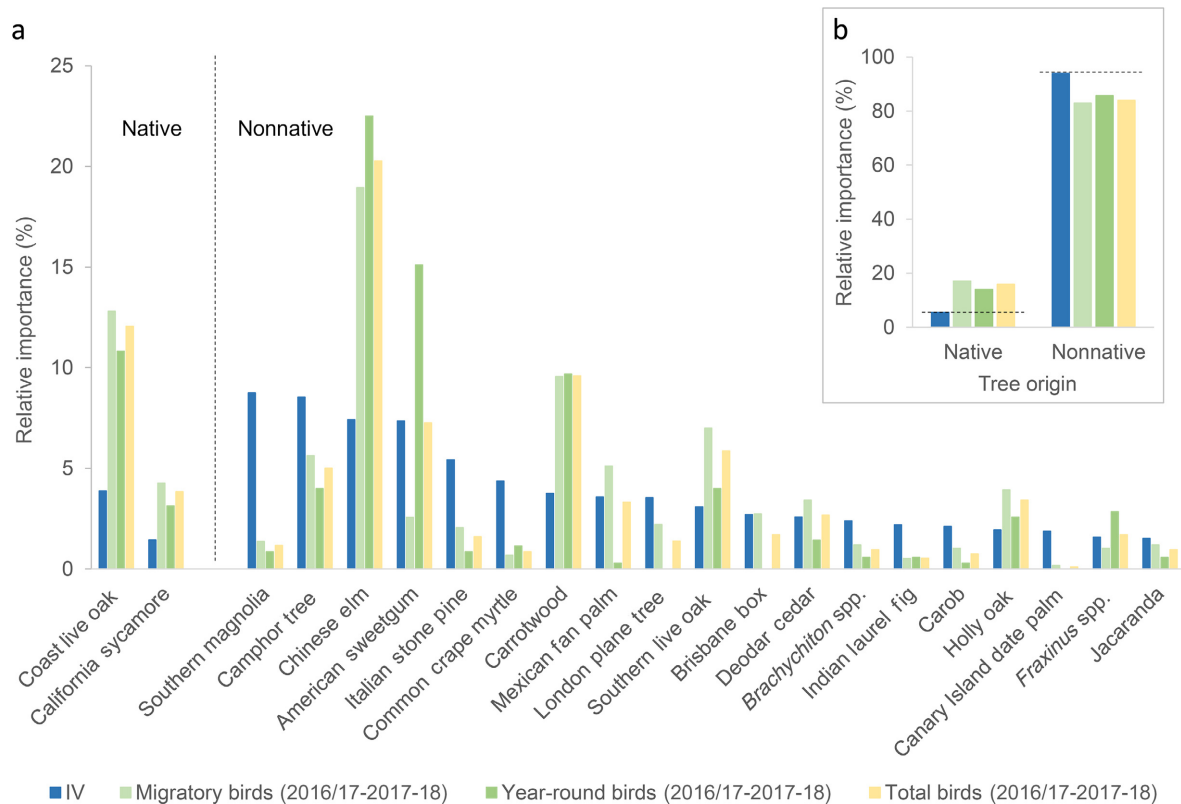 a
25
20
15
10
5
0
Relative importance (%)
Native
Nonnative
Coast live oak
California sycamore
Southern magnolia
Camphor tree
Chinese elm
American sweetgum
Italian stone pine
Common crape myrtle
Carrotwood
Mexican fan palm
London plane tree
Southern live oak
Brisbane box
Deodar cedar
Brachychiton spp.
Indian laurel fig
Carob
Holly oak
Canary Island date palm
Fraxinus spp.
Jacaranda
b
100
80
60
40
20
0
Relative importance (%)
Native
Nonnative
Tree origin
IV
Migratory birds (2016/17-2017-18)
Year-round birds (2016/17-2017-18)
Total birds (2016/17-2017-18)